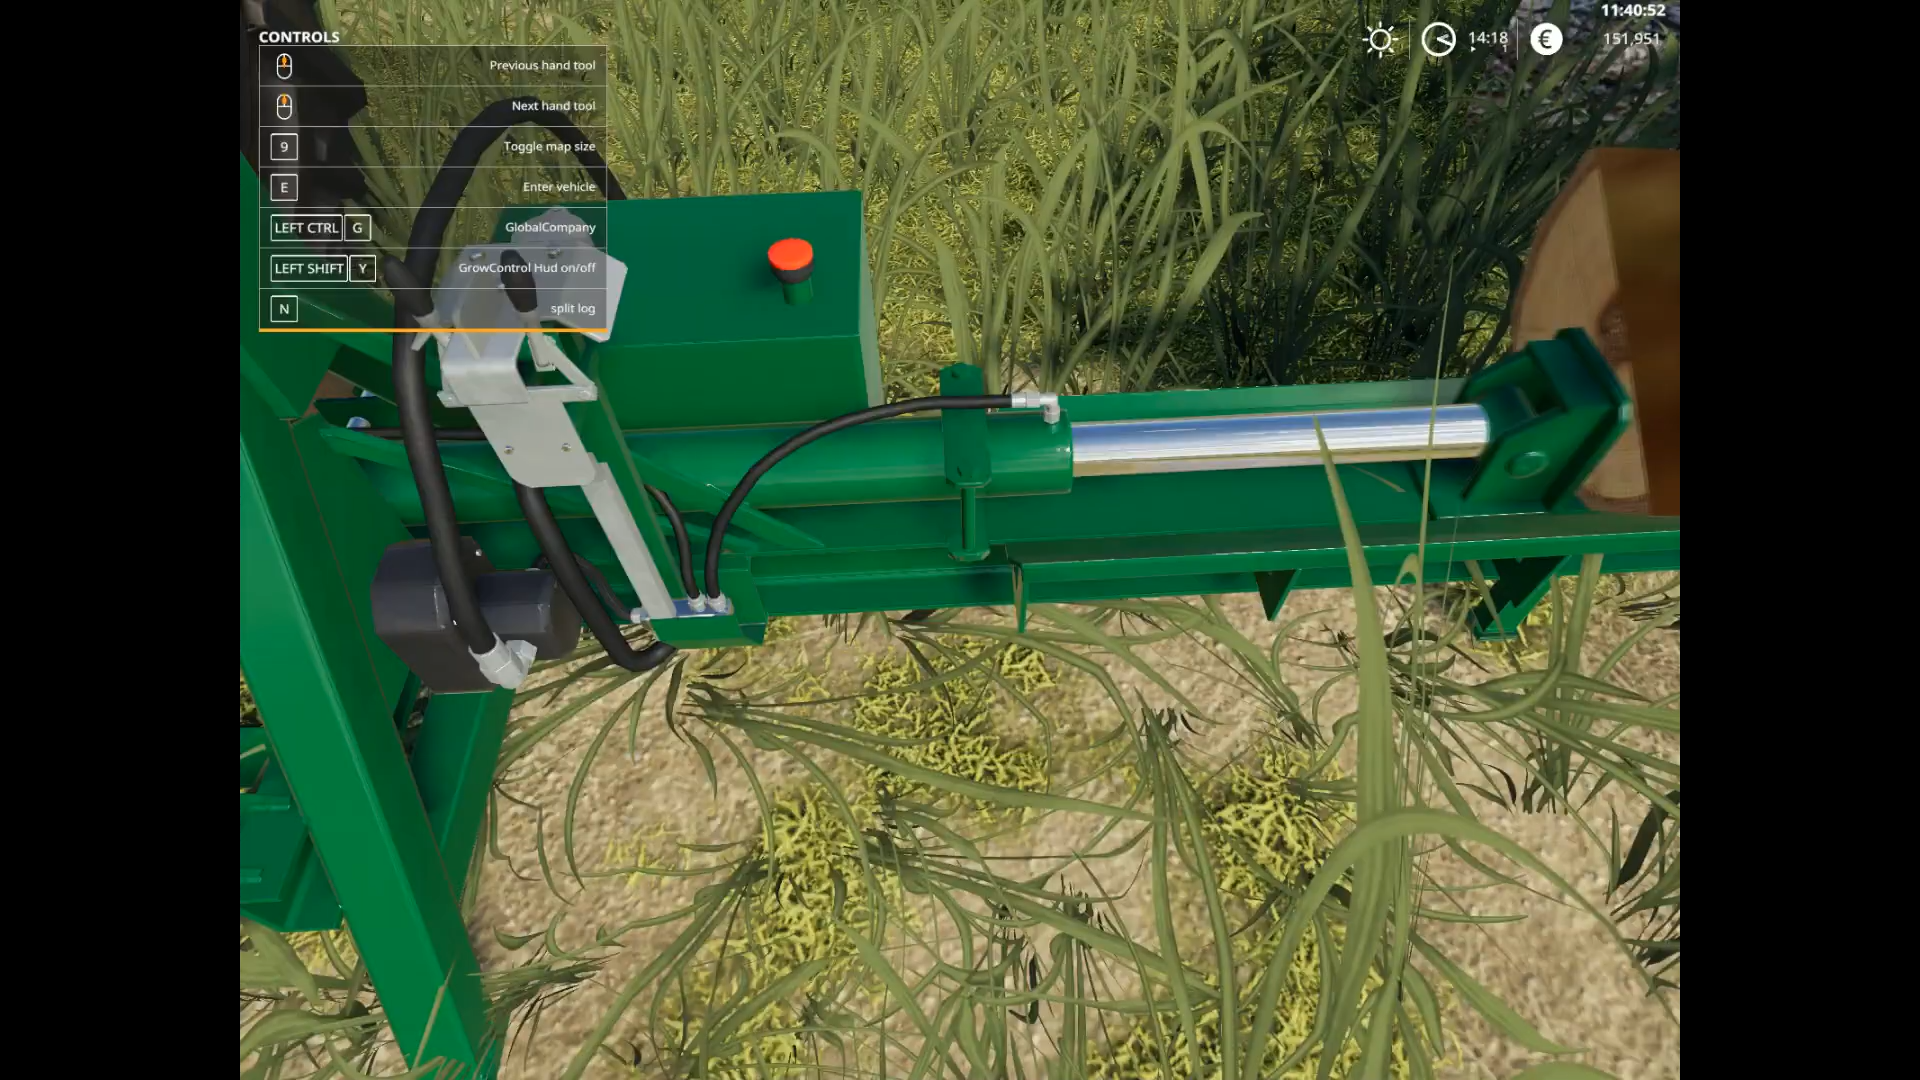 11:40:52
CONTROLS
14:18
1
€
151,951
Previous hand tool
Next hand tool
9 Toggle map size
E Enter vehicle
LEFT CTRL G GlobalCompany
LEFT SHIFT Y GrowControl Hud on/off
N split log